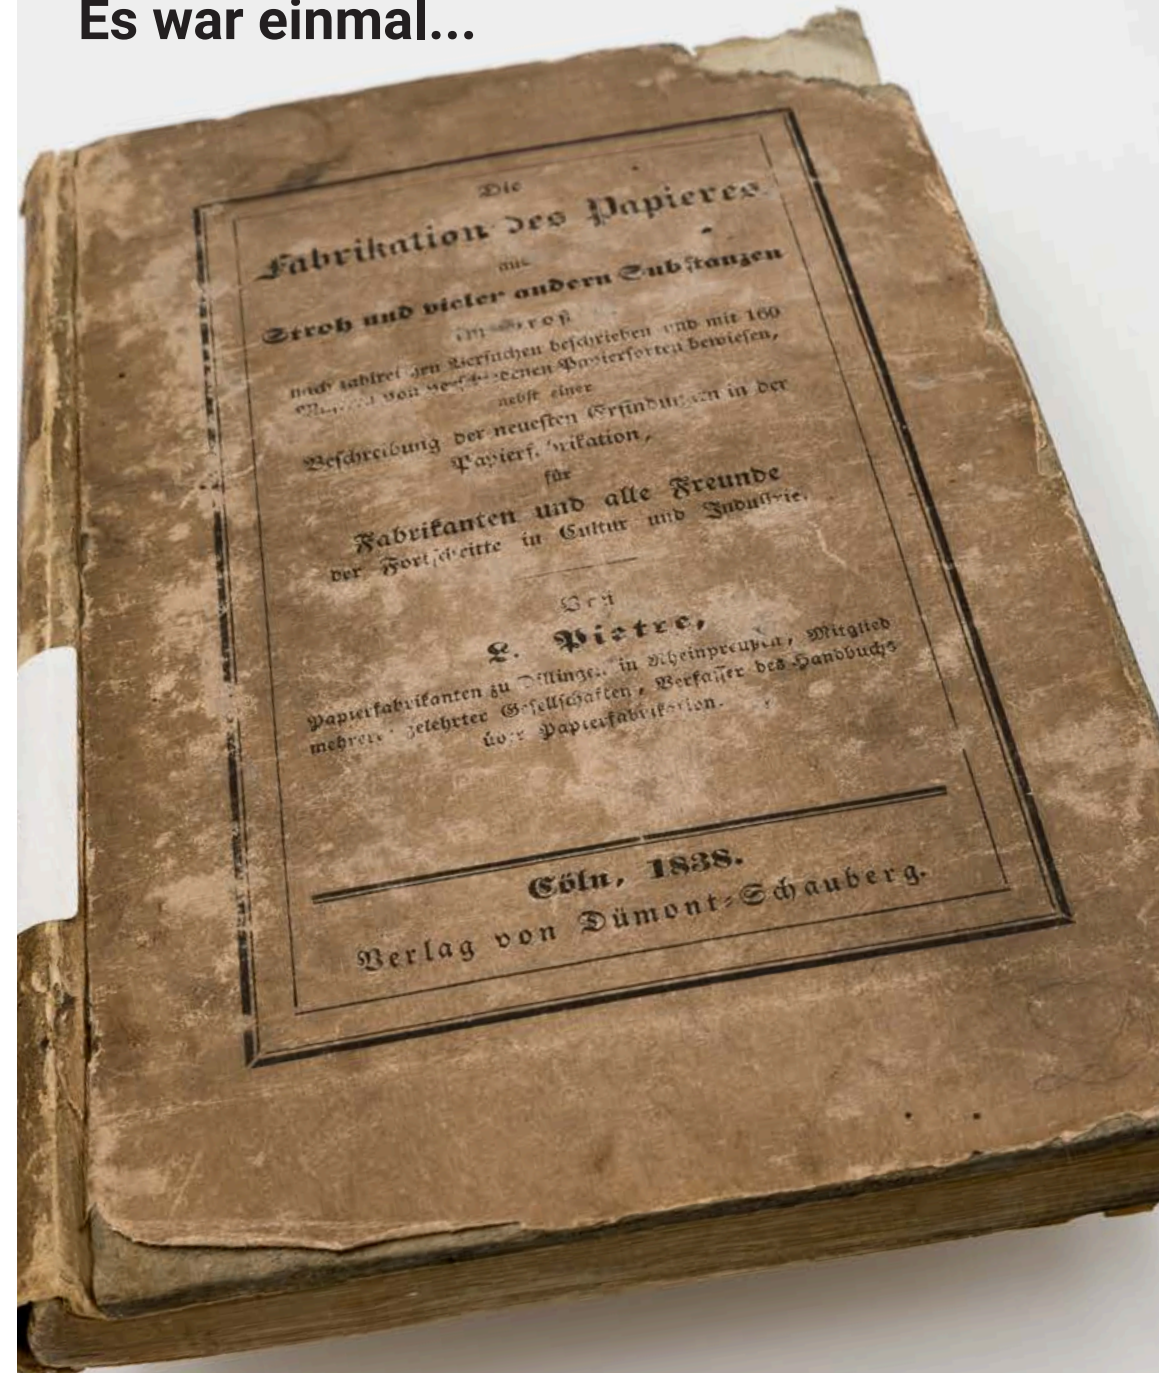 Es war einmal...
Die
Fabrikation des Papieres
aus
Stroh und vieler andern Substanzen
im Groß
nach zahlreichen Versuchen beschrieben und mit 160
von verschiedenen Papiersorten bewiesen,
nebst einer
Beschreibung der neuesten Erfindungen in der
Papierfabrikation,
für
Fabrikanten und alle Freunde
der Fortschritte in Cultur und Industrie.
Von
L. Piette,
Papierfabrikanten zu Dillingen in Rheinpreußen, Mitglied
mehrerer gelehrter Gesellschaften, Verfasser des Handbuchs
über Papierfabrikation.
Cöln, 1838.
Verlag von Dümont-Schauberg.